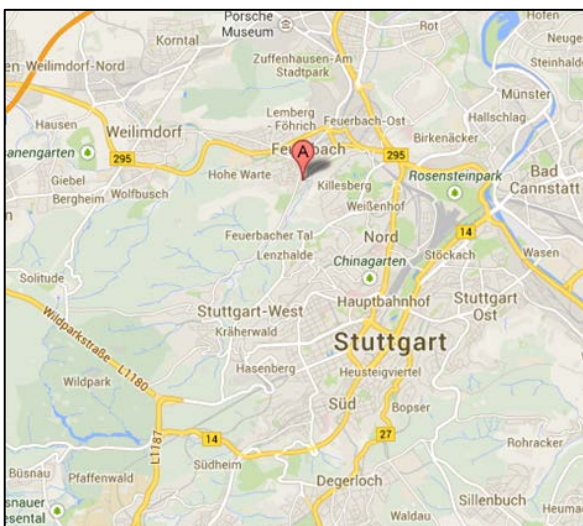 Porsche
Museum
Rot
Hofen
Korntal
Neuge
en Weilimdorf-Nord
Zuffenhausen-Am
Stadtpark
Steinhalde
Münster
Lemberg
- Föhrich
Feuerbach-Ost
Hausen
Weilimdorf
Hallschlag
Birkenäcker
A
sanengarten
295
Feuerbach
295
Bad
Cannstatt
Giebel
Hohe Warte
Killesberg
Rosensteinpark
Bergheim
Wolfbusch
Weißenhof
Feuerbacher Tal
Nord
14
Wasen
Lenzhalde
Stöckach
Chinagarten
Solitude
Stuttgart-West
Hauptbahnhof
Stuttgart
Ost
Kräherwald
Wildparkstraße
Stuttgart
L1180
Hasenberg
Heusteigviertel
Wildpark
Süd
Bopser
L1187
14
27
Rohracker
Büsnau
Pfaffenwald
Südheim
Degerloch
snauer
esental
Sillenbuch
Heuma
Waldau